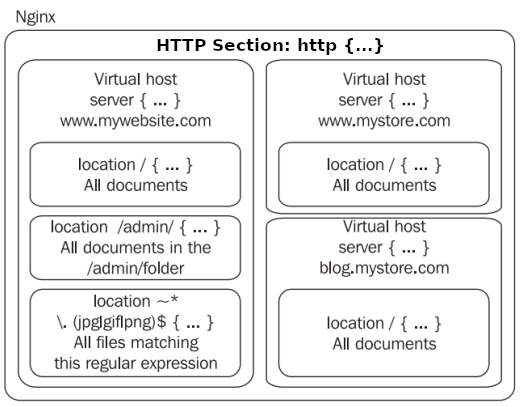 Nginx
HTTP Section: http {...}
Virtual host
server { ... }
www.mywebsite.com
location / { ... }
All documents
location /admin/ { ... }
All documents in the
/admin/folder
location ~*
\. (jpg|gif|png)$ { ... }
All files matching
this regular expression
Virtual host
server { ... }
www.mystore.com
location / { ... }
All documents
Virtual host
server { ... }
blog.mystore.com
location / { ... }
All documents